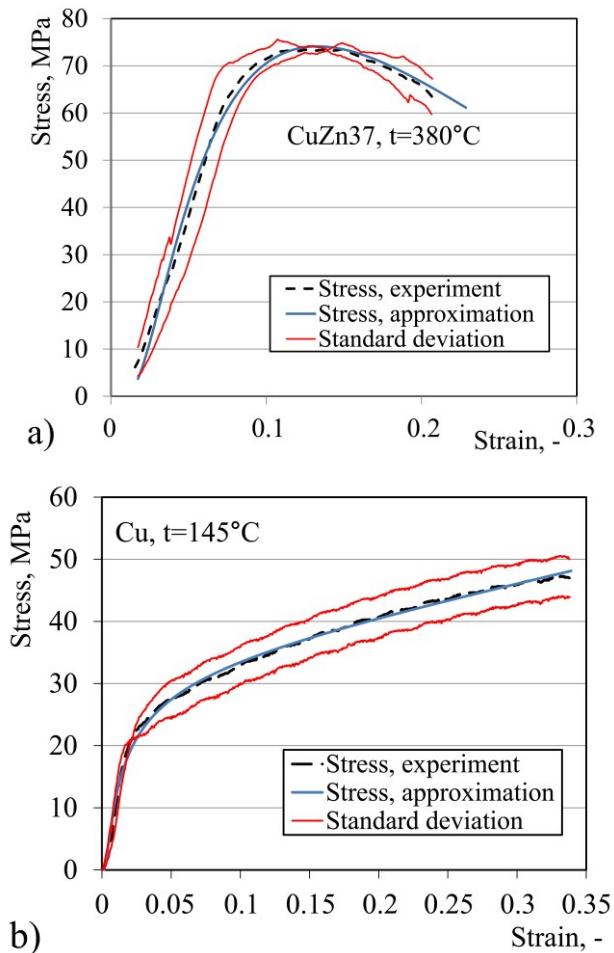 80
70
60
50
40
30
20
10
0
Stress, MPa
CuZn37, t=380°C
Stress, experiment
Stress, approximation
Standard deviation
0
0.1
0.2
0.3
Strain, -
a)
60
50
40
30
20
10
0
Stress, MPa
Cu, t=145°C
Stress, experiment
Stress, approximation
Standard deviation
0
0.05
0.1
0.15
0.2
0.25
0.3
0.35
Strain, -
b)